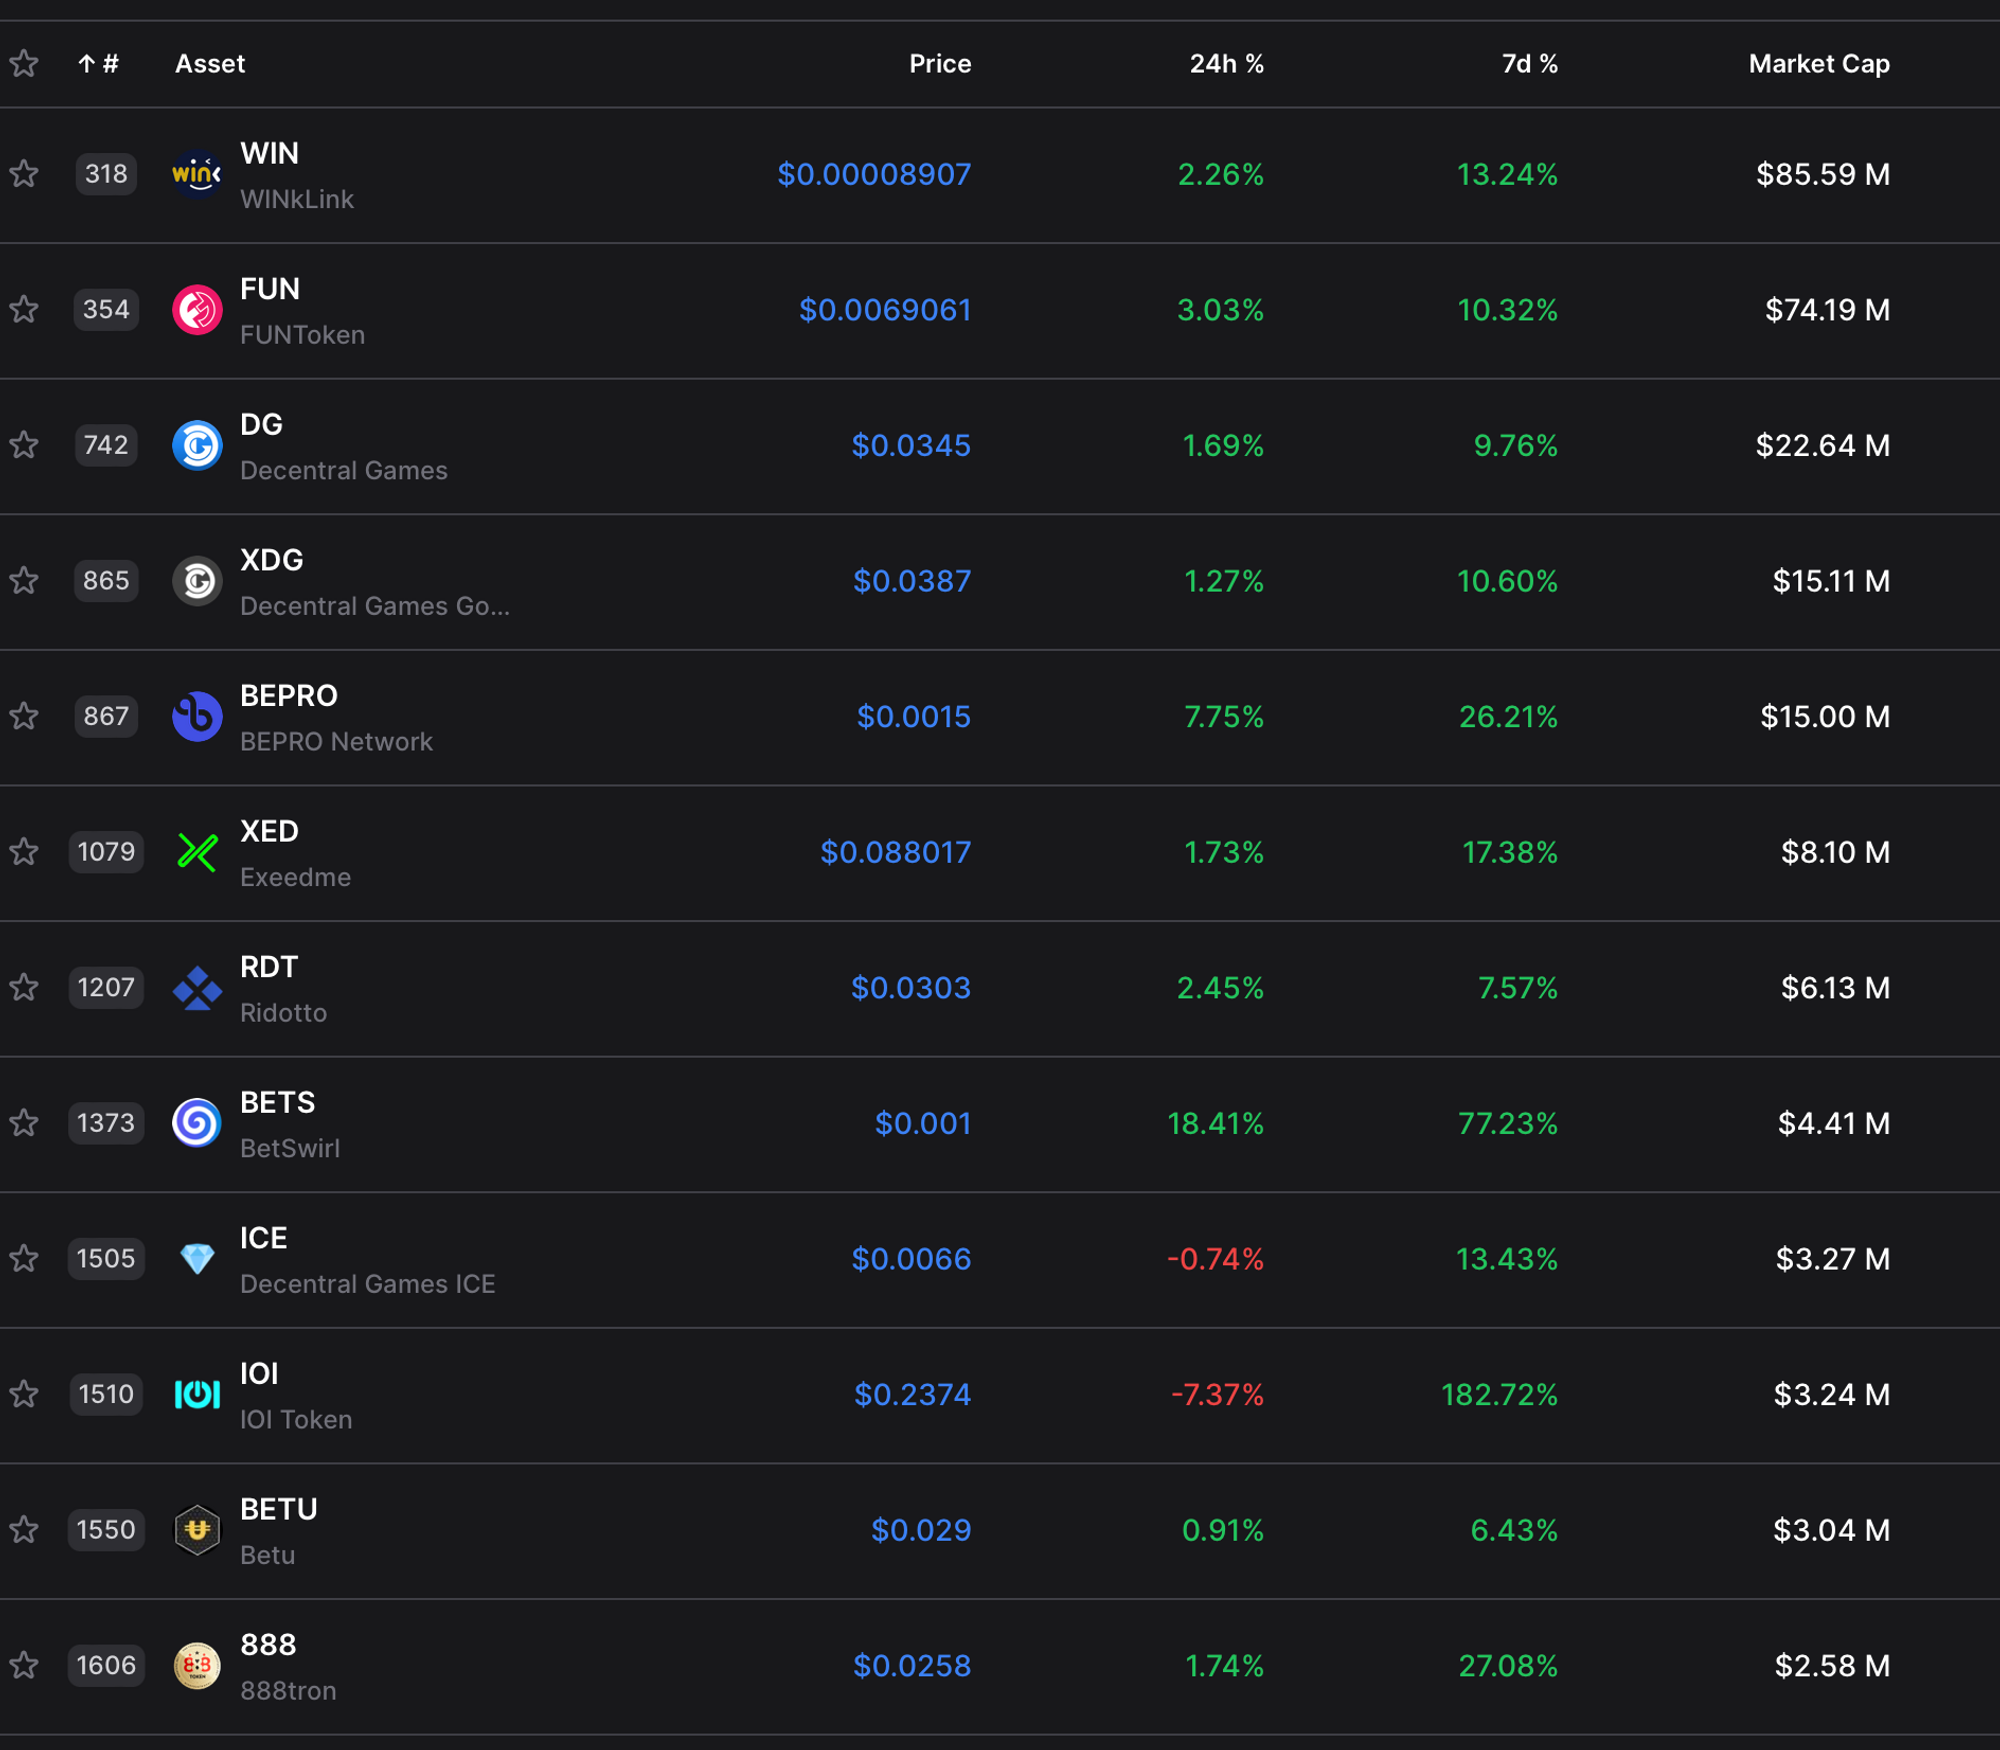 ↑ # Asset Price 24h % 7d % Market Cap
318 WIN $0.00008907 2.26% 13.24% $85.59 M
WINkLink
354 FUN $0.0069061 3.03% 10.32% $74.19 M
FUNToken
742 DG $0.0345 1.69% 9.76% $22.64 M
Decentral Games
865 XDG $0.0387 1.27% 10.60% $15.11 M
Decentral Games Go...
867 BEPRO $0.0015 7.75% 26.21% $15.00 M
BEPRO Network
1079 XED $0.088017 1.73% 17.38% $8.10 M
Exeedme
1207 RDT $0.0303 2.45% 7.57% $6.13 M
Ridotto
1373 BETS $0.001 18.41% 77.23% $4.41 M
BetSwirl
1505 ICE $0.0066 -0.74% 13.43% $3.27 M
Decentral Games ICE
1510 IOI $0.2374 -7.37% 182.72% $3.24 M
IOI Token
1550 BETU $0.029 0.91% 6.43% $3.04 M
Betu
1606 888 $0.0258 1.74% 27.08% $2.58 M
888tron